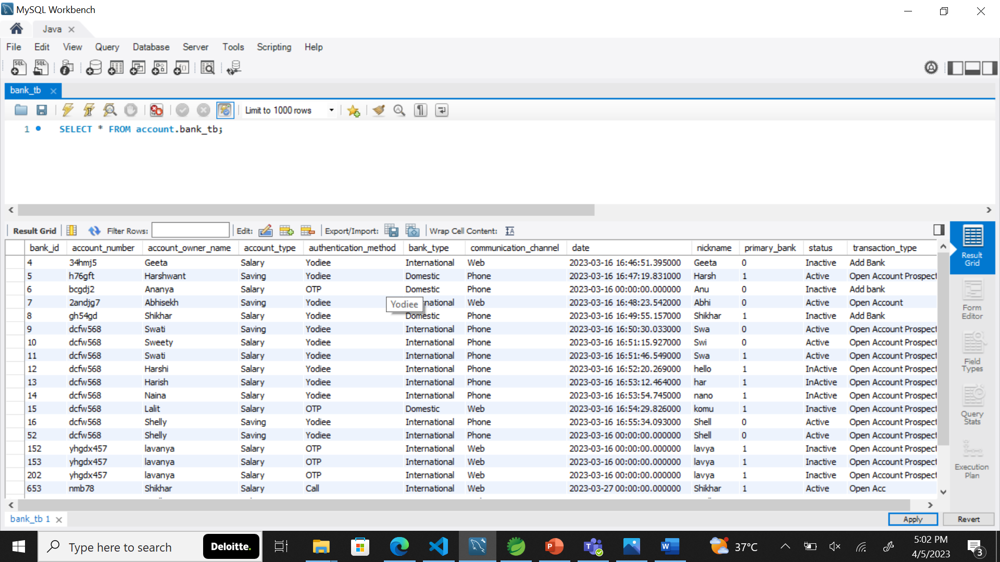 MySQL Workbench
Java
File Edit View Query Database Server Tools Scripting Help
bank_tb
Limit to 1000 rows
1 SELECT * FROM account.bank_tb;
Result Grid Filter Rows: Edit: Export/Import: Wrap Cell Content:
bank_id account_number account_owner_name account_type authentication_method bank_type communication_channel date nickname primary_bank status transaction_type
4 34hmj5 Geeta Salary Yodiee International Web 2023-03-16 16:46:51.395000 Geeta 0 Inactive Add Bank
5 h76gft Harshwant Saving Yodiee Domestic Phone 2023-03-16 16:47:19.831000 Harsh 1 Active Open Account Prospect
6 bcgdj2 Ananya Salary OTP Domestic Phone 2023-03-16 00:00:00.000000 Anu 0 Inactive Add bank
7 2andjg7 Abhisekh Saving Yodiee national Web 2023-03-16 16:48:23.542000 Abhi 0 Active Open Account
Yodiee
8 gh54gd Shikhar Salary Yodiee Domestic Phone 2023-03-16 16:49:55.157000 Shikhar 1 Inactive Add Bank
9 dcfw568 Swati Saving Yodiee International Phone 2023-03-16 16:50:30.033000 Swa 0 Active Open Account Prospect
10 dcfw568 Sweety Salary Yodiee International Phone 2023-03-16 16:51:15.927000 Swi 0 Active Open Account Prospect
11 dcfw568 Swati Salary Yodiee International Phone 2023-03-16 16:51:46.549000 Swa 1 Active Open Account Prospect
12 dcfw568 Harshi Salary Yodiee International Phone 2023-03-16 16:52:20.269000 hello 1 InActive Open Account Prospect
13 dcfw568 Harish Salary Yodiee International Phone 2023-03-16 16:53:12.464000 har 1 InActive Open Account Prospect
14 dcfw568 Naina Salary Yodiee International Phone 2023-03-16 16:53:54.745000 nano 1 InActive Open Account Prospect
15 dcfw568 Lalit Salary OTP Domestic Web 2023-03-16 16:54:29.826000 komu 1 Inactive Open Account Prospect
16 dcfw568 Shelly Saving Yodiee International Phone 2023-03-16 16:55:34.093000 Shell 0 Active Open Account Prospect
52 dcfw568 Shelly Saving Yodiee International Phone 2023-03-16 00:00:00.000000 Shell 0 Active Open Account Prospect
152 yhgdx457 lavanya Salary OTP International Web 2023-03-16 00:00:00.000000 lavya 1 Inactive Open Account Prospect
153 yhgdx457 lavanya Salary OTP International Web 2023-03-16 00:00:00.000000 lavya 1 Inactive Open Account Prospect
202 yhgdx457 lavanya Salary OTP International Web 2023-03-16 00:00:00.000000 lavya 1 Inactive Open Account Prospect
653 nmb78 Shikhar Salary Call International Web 2023-03-27 00:00:00.000000 Shikhar 1 Active Open Acc
Result
Grid
Form
Editor
Field
Types
Query
Stats
Execution
Plan
bank_tb 1
Apply Revert
Type here to search
Deloitte.
37°C
5:02 PM
4/5/2023
3